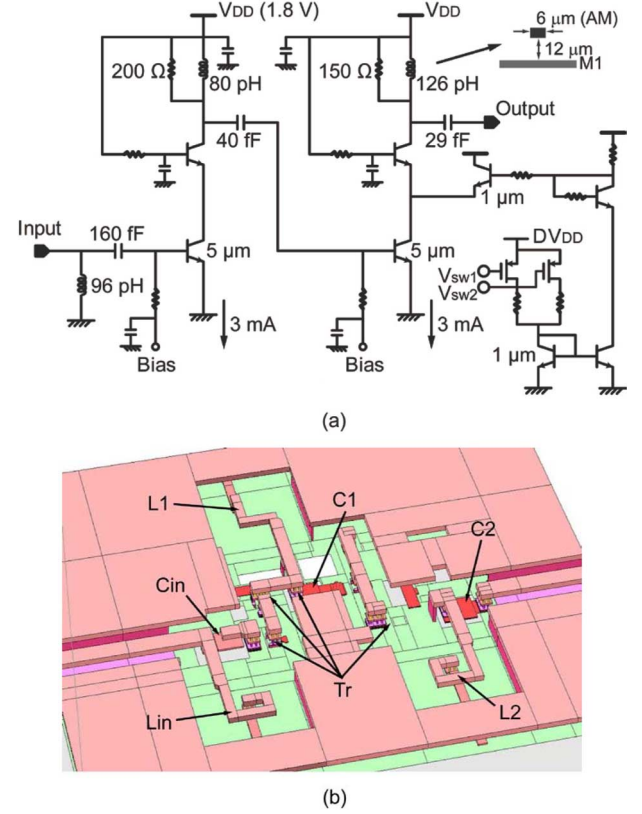 VDD (1.8 V)
VDD
6 μm (AM)
12 μm
M1
200 Ω
80 pH
150 Ω
126 pH
Output
40 fF
29 fF
1 μm
Input
160 fF
5 μm
5 μm
DVDD
Vsw1
Vsw2
96 pH
3 mA
3 mA
1 μm
Bias
Bias
(a)
L1
C1
C2
Cin
Tr
Lin
L2
(b)